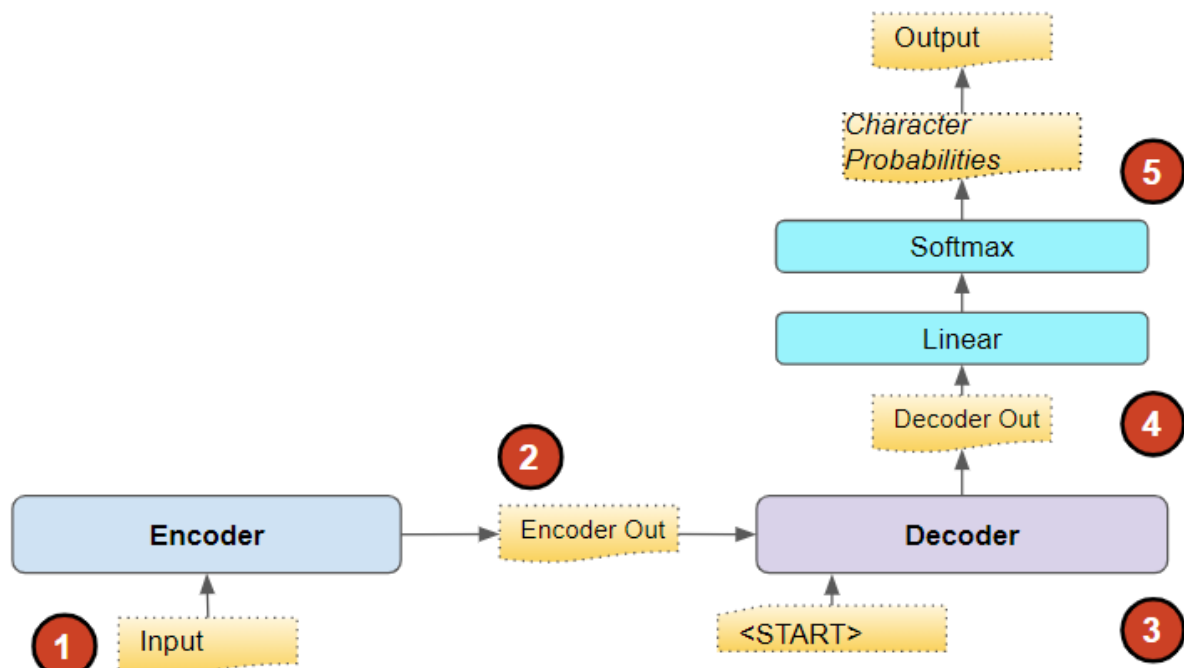 Output
Character
Probabilities
5
Softmax
Linear
Decoder Out
4
2
Encoder
Encoder Out
Decoder
1
Input
<START>
3